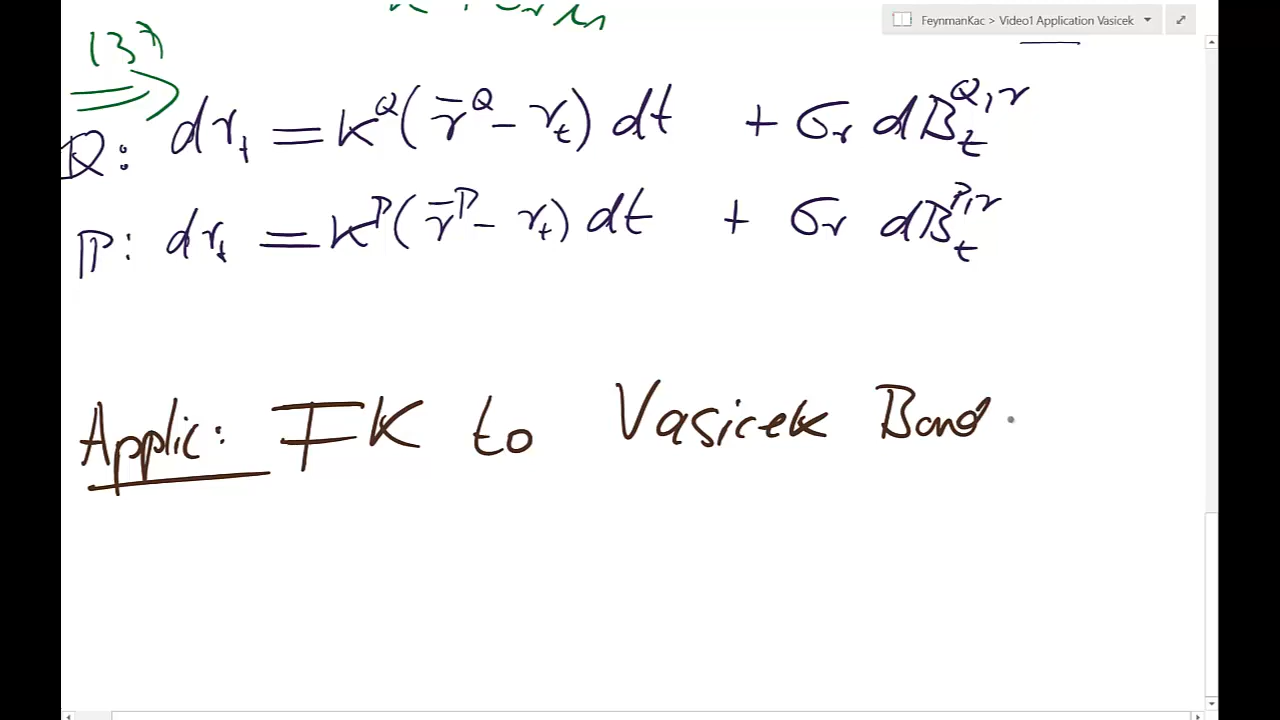 FeynmanKac > Video1 Application Vasicek
(13)
⇒
Q: dr_t = κ^Q( r̄^Q − r_t) dt + σ_r dB_t^{Q,r}
P: dr_t = κ^P( r̄^P − r_t) dt + σ_r dB_t^{P,r}
Applic: FK to Vasicek Bond